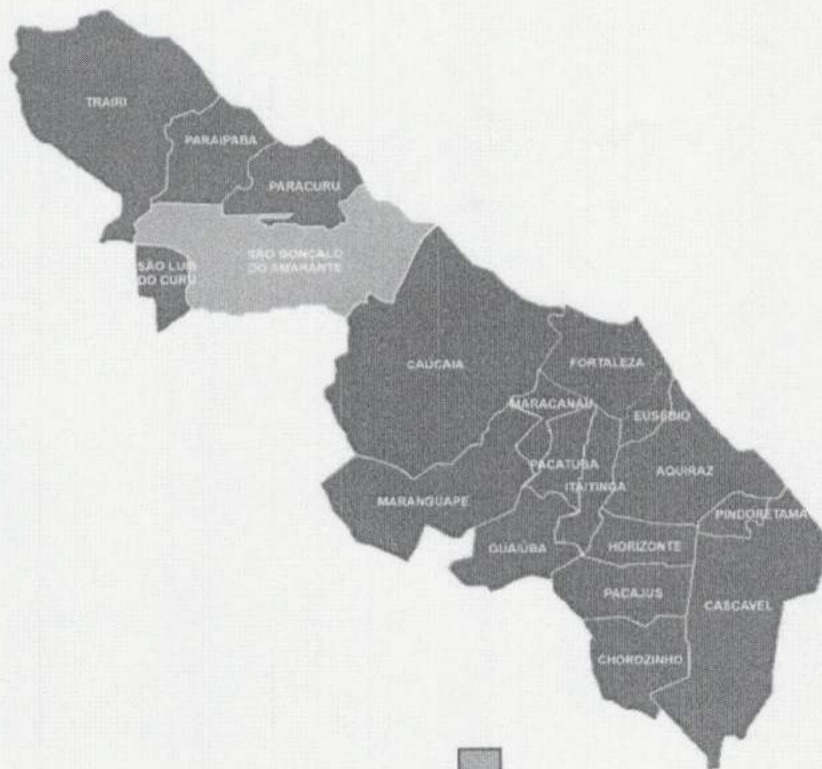 TRAIRI
PARAIPABA
PARACURU
SÃO GONÇALO
DO AMARANTE
SÃO LUIS
DO CURU
CAUCAIA
FORTALEZA
MARACANAÚ
EUSÉBIO
PACATUBA
AQUIRAZ
ITAITINGA
MARANGUAPE
PINDORETAMA
GUAIÚBA
HORIZONTE
PACAJUS
CASCAVEL
CHOROZINHO